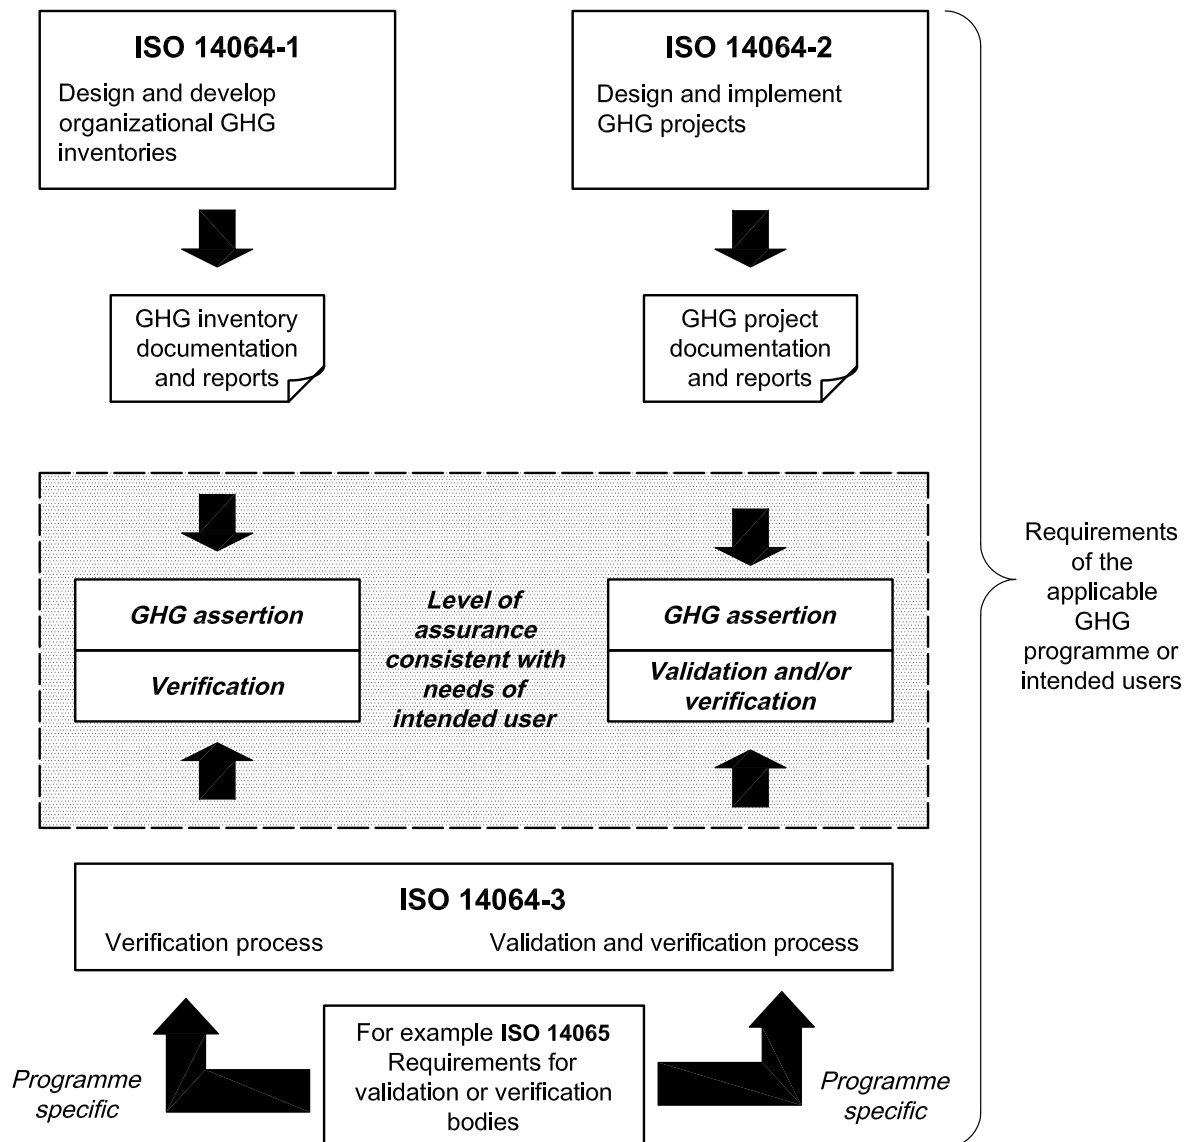 ISO 14064-1
Design and develop
organizational GHG
inventories
ISO 14064-2
Design and implement
GHG projects
GHG inventory
documentation
and reports
GHG project
documentation
and reports
GHG assertion
Verification
Level of
assurance
consistent with
needs of
intended user
GHG assertion
Validation and/or
verification
Requirements
of the
applicable
GHG
programme or
intended users
ISO 14064-3
Verification process
Validation and verification process
Programme
specific
For example ISO 14065
Requirements for
validation or verification
bodies
Programme
specific